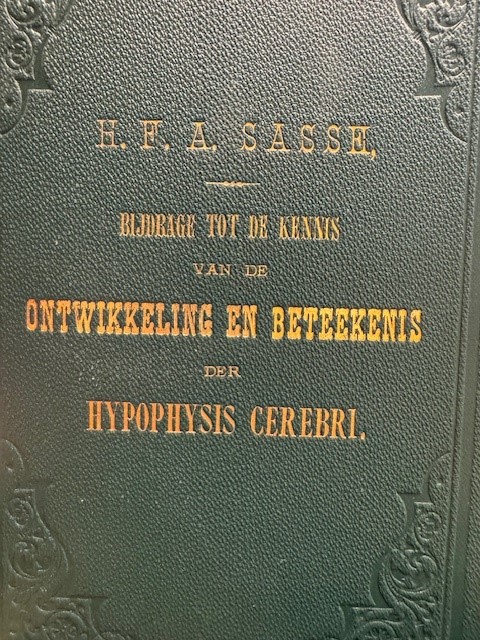 H. F. A. SASSE,
BIJDRAGE TOT DE KENNIS
VAN DE
ONTWIKKELING EN BETEEKENIS
DER
HYPOPHYSIS CEREBRI.